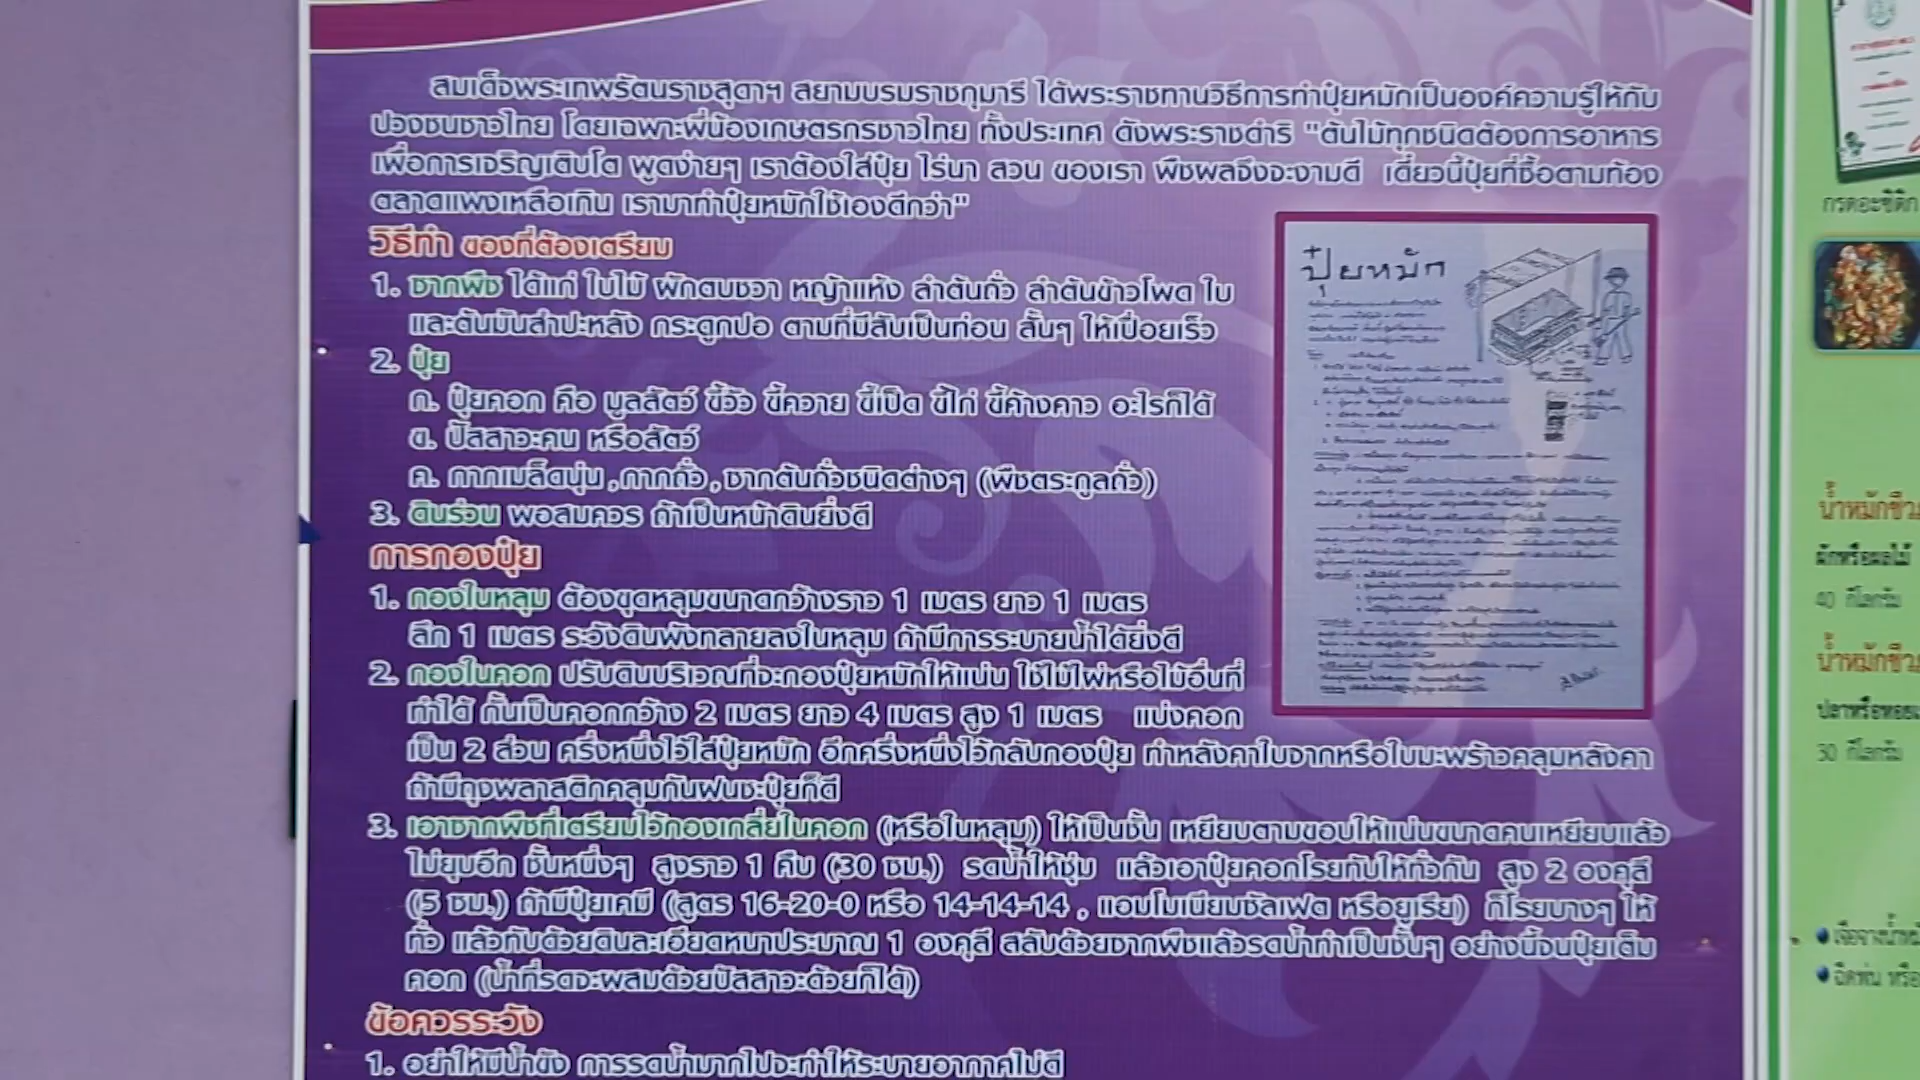 สมเด็จพระเทพรัตนราชสุดาฯ สยามบรมราชกุมารี ได้พระราชทานวิธีการทำปุ๋ยหมักเป็นองค์ความรู้ให้กับ
ปวงชนชาวไทย โดยเฉพาะพี่น้องเกษตรกรชาวไทย ทั้งประเทศ ดังพระราชดำริ "ต้นไม้ทุกชนิดต้องการอาหาร
เพื่อการเจริญเติบโต พูดง่ายๆ เราต้องใส่ปุ๋ย ไร่นา สวน ของเรา พืชผลจึงจะงามดี เดี๋ยวนี้ปุ๋ยที่ซื้อตามท้อง
ตลาดแพงเหลือเกิน เรามาทำปุ๋ยหมักใช้เองดีกว่า"
วิธีทำ ของที่ต้องเตรียม
1. ซากพืช ได้แก่ ใบไม้ ผักตบชวา หญ้าแห้ง ลำต้นถั่ว ลำต้นข้าวโพด ใบ
และต้นมันสำปะหลัง กระดูกปอ ตามที่มีสับเป็นท่อน สั้นๆ ให้เปื่อยเร็ว
2. ปุ๋ย
ก. ปุ๋ยคอก คือ มูลสัตว์ ขี้วัว ขี้ควาย ขี้เป็ด ขี้ไก่ ขี้ค้างคาว อะไรก็ได้
ข. ปัสสาวะคน หรือสัตว์
ค. กากเมล็ดนุ่น ,กากถั่ว ,ซากต้นถั่วชนิดต่างๆ (พืชตระกูลถั่ว)
3. ดินร่วน พอสมควร ถ้าเป็นหน้าดินยิ่งดี
การกองปุ๋ย
1. กองในหลุม ต้องขุดหลุมขนาดกว้างราว 1 เมตร ยาว 1 เมตร
ลึก 1 เมตร ระวังดินพังทลายลงในหลุม ถ้ามีการระบายน้ำได้ยิ่งดี
2. กองในคอก ปรับดินบริเวณที่จะกองปุ๋ยหมักให้แน่น ใช้ไม้ไผ่หรือไม้อื่นที่
ทำได้ กั้นเป็นคอกกว้าง 2 เมตร ยาว 4 เมตร สูง 1 เมตร แบ่งคอก
เป็น 2 ส่วน ครึ่งหนึ่งไว้ใส่ปุ๋ยหมัก อีกครึ่งหนึ่งไว้กลับกองปุ๋ย ทำหลังคาใบจากหรือใบมะพร้าวคลุมหลังคา
ถ้ามีถุงพลาสติกคลุมกันฝนชะปุ๋ยก็ดี
3. เอาซากพืชที่เตรียมไว้กองเกลี่ยในคอก (หรือในหลุม) ให้เป็นชั้น เหยียบตามขอบให้แน่นขนาดคนเหยียบแล้ว
ไม่ยุบอีก ชั้นหนึ่งๆ สูงราว 1 คืบ (30 ซม.) รดน้ำให้ชุ่ม แล้วเอาปุ๋ยคอกโรยทับให้ทั่วกัน สูง 2 องคุลี
(5 ซม.) ถ้ามีปุ๋ยเคมี (สูตร 16-20-0 หรือ 14-14-14 , แอมโมเนียมซัลเฟต หรือยูเรีย) ก็โรยบางๆ ให้
ทั่ว แล้วทับด้วยดินละเอียดหนาประมาณ 1 องคุลี สลับด้วยซากพืชแล้วรดน้ำทำเป็นชั้นๆ อย่างนี้จนปุ๋ยเต็ม
คอก (น้ำที่รดจะผสมด้วยปัสสาวะด้วยก็ได้)
ข้อควรระวัง
1. อย่าให้มีน้ำขัง การรดน้ำมากไปจะทำให้ระบายอากาศไม่ดี
ปุ๋ยหมัก
กรดอะซิติก
น้ำหมักชีว
ผักหรือผลไม้
40 กิโลกรัม
น้ำหมักชีว
ปลาหรือหอย
30 กิโลกรัม
ฉีดพ่น หรือ